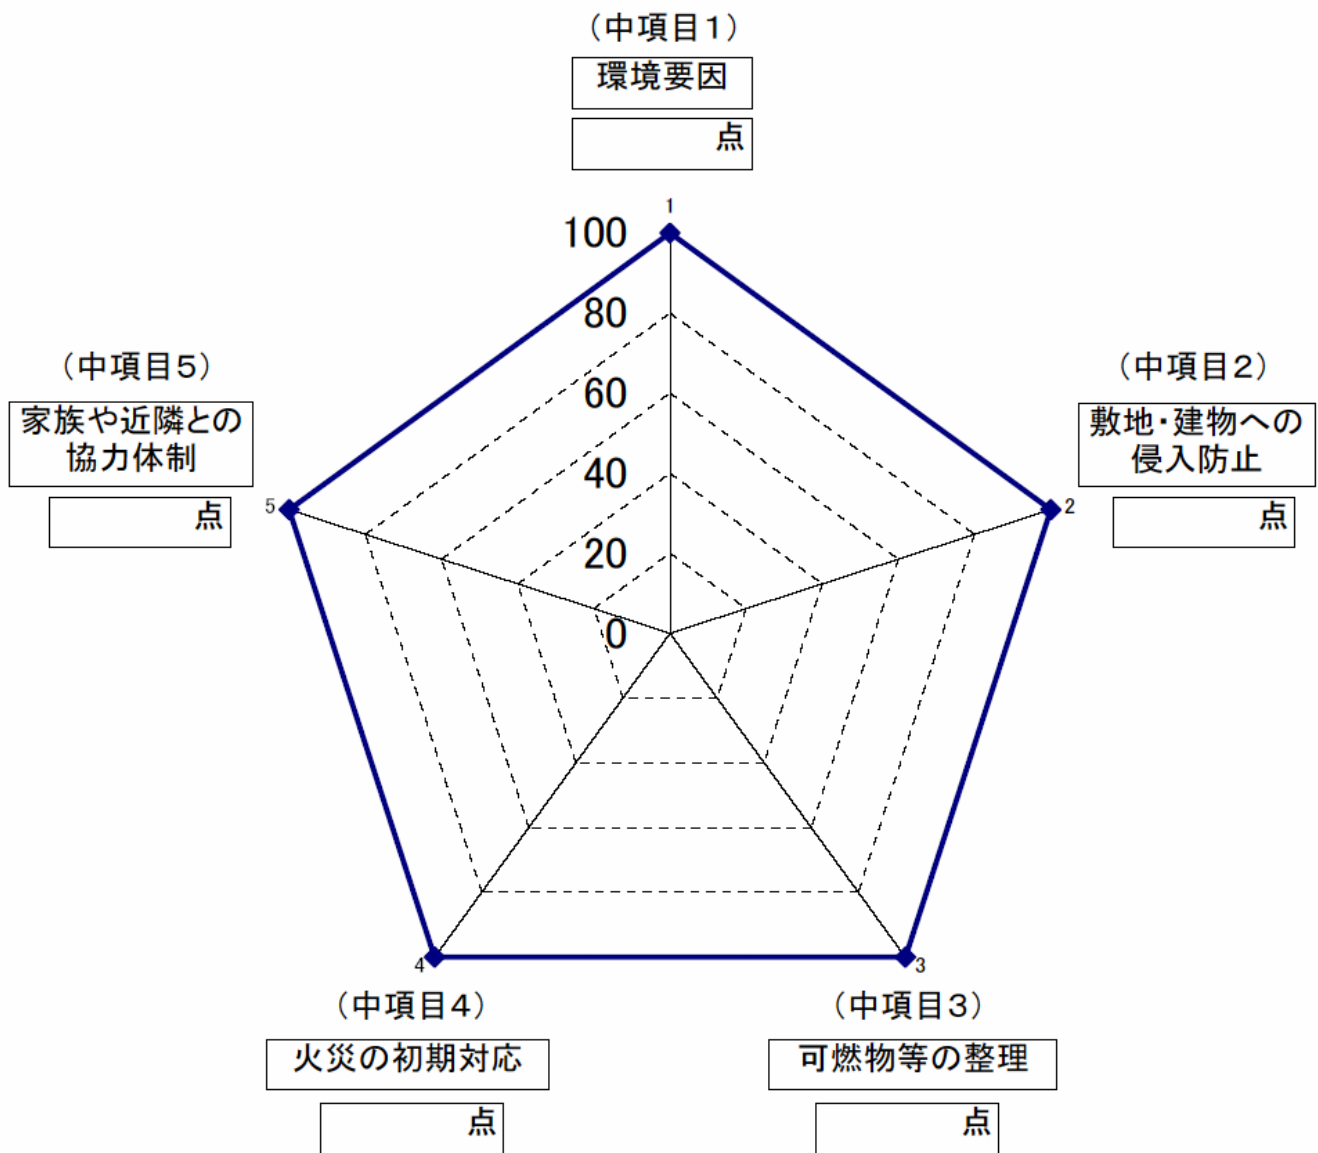 （中項目１）
環境要因
点
1
100
80
60
40
20
0
（中項目５）
家族や近隣との
協力体制
点
5
（中項目２）
敷地・建物への
侵入防止
点
2
4
3
（中項目４）
火災の初期対応
点
（中項目３）
可燃物等の整理
点